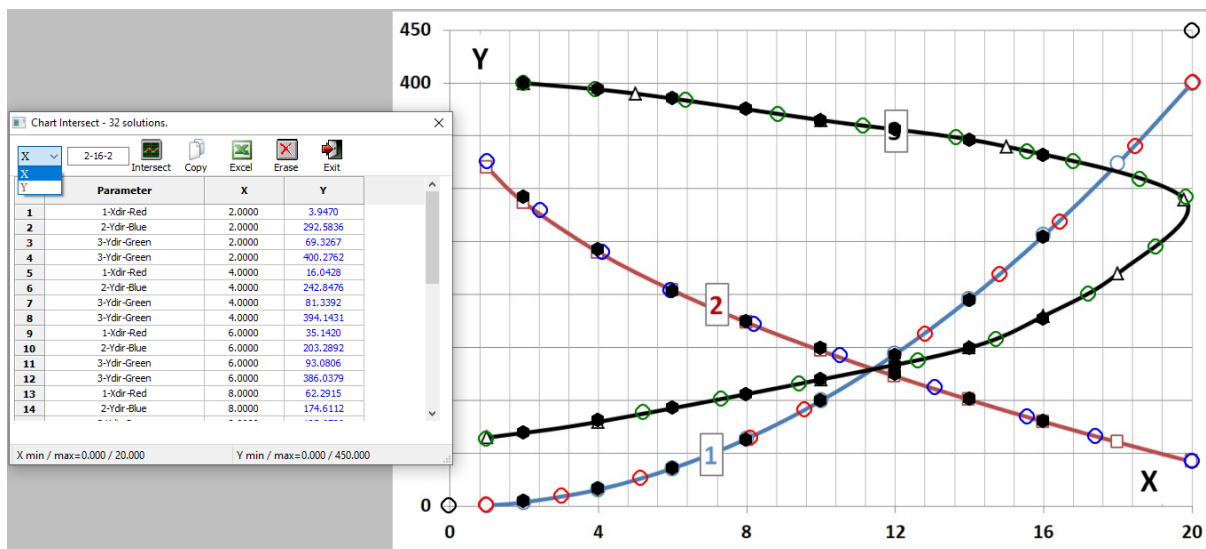 Chart Intersect - 32 solutions.
X
2-16-2
Intersect Copy Excel Erase Exit
X
Y
Parameter X Y
1 1-Xdir-Red 2.0000 3.9470
2 2-Ydir-Blue 2.0000 292.5836
3 3-Ydir-Green 2.0000 69.3267
4 3-Ydir-Green 2.0000 400.2762
5 1-Xdir-Red 4.0000 16.0428
6 2-Ydir-Blue 4.0000 242.8476
7 3-Ydir-Green 4.0000 81.3392
8 3-Ydir-Green 4.0000 394.1431
9 1-Xdir-Red 6.0000 35.1420
10 2-Ydir-Blue 6.0000 203.2892
11 3-Ydir-Green 6.0000 93.0806
12 3-Ydir-Green 6.0000 386.0379
13 1-Xdir-Red 8.0000 62.2915
14 2-Ydir-Blue 8.0000 174.6112
X min / max=0.000 / 20.000 Y min / max=0.000 / 450.000
450
Y
400
2
1
X
0
0 4 8 12 16 20